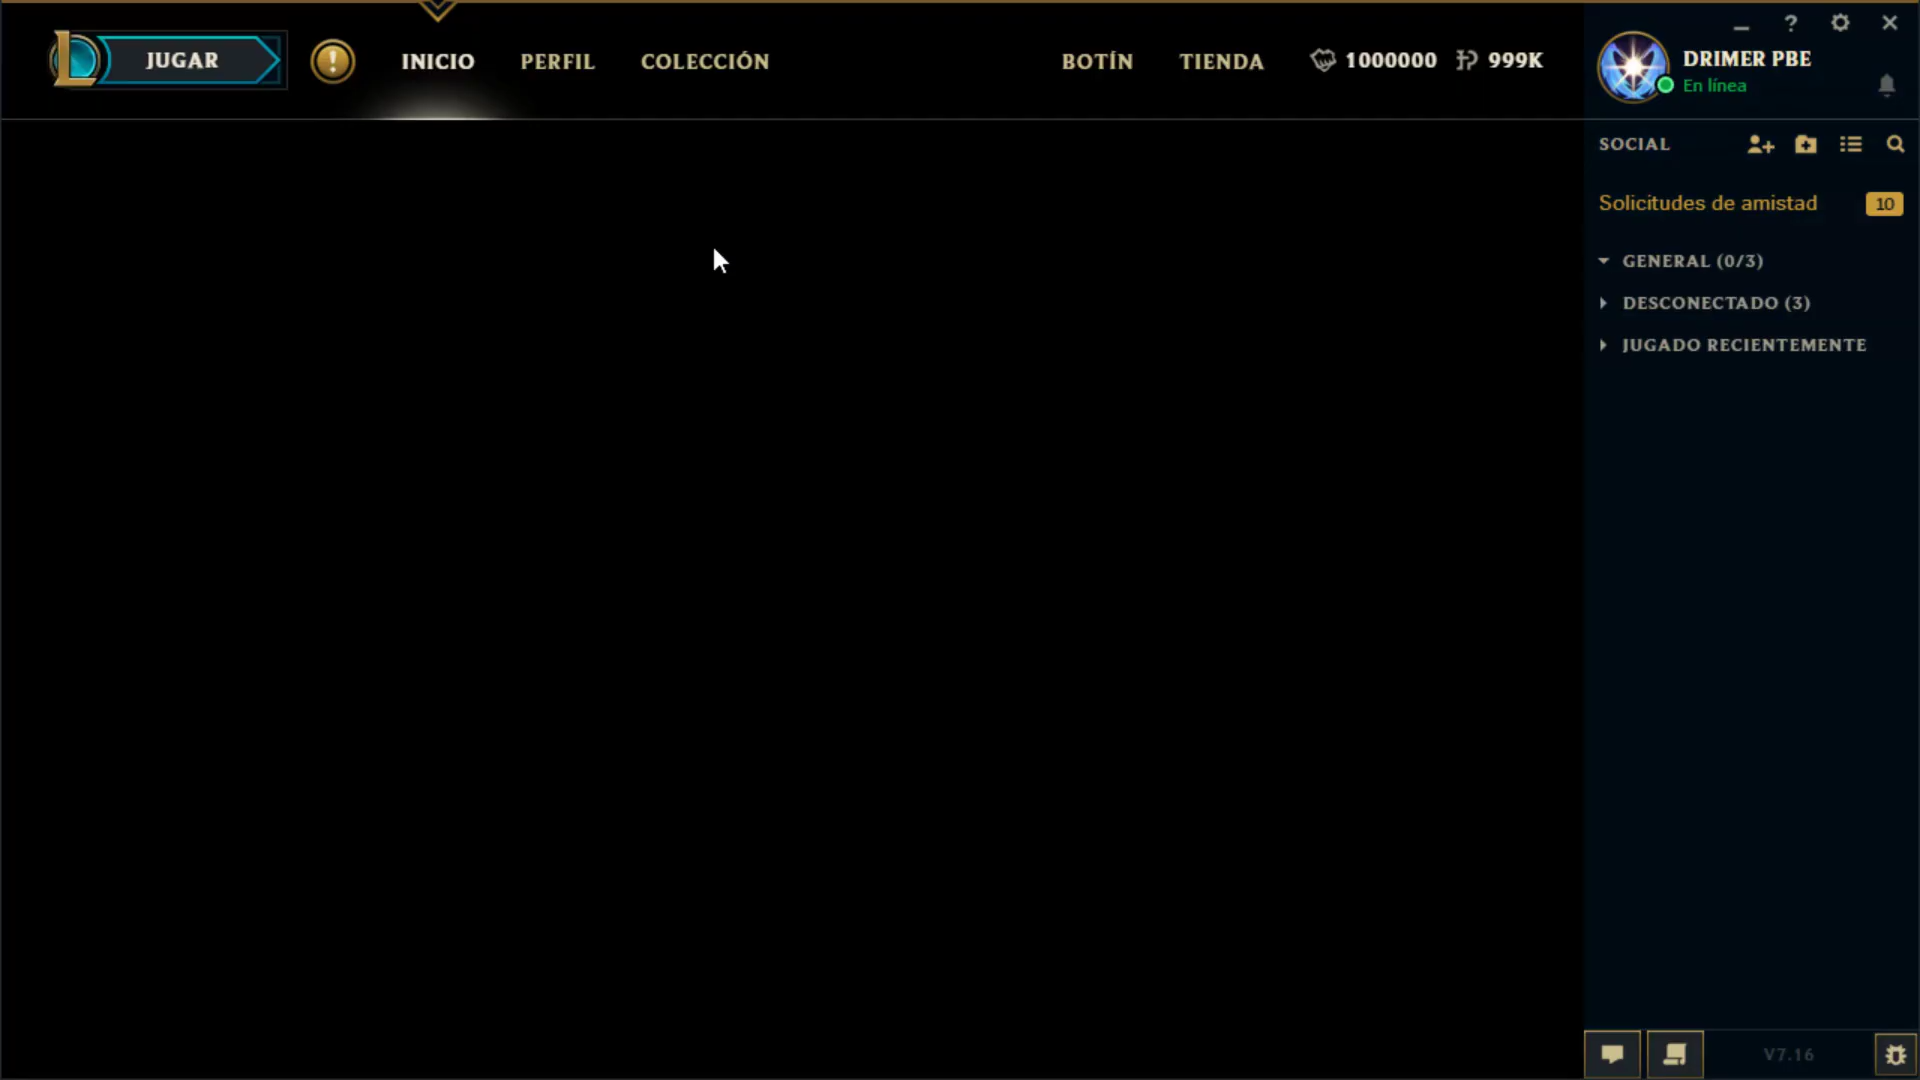 JUGAR
INICIO
PERFIL
COLECCIÓN
BOTÍN
TIENDA
1000000
999K
DRIMER PBE
En línea
SOCIAL
Solicitudes de amistad
10
GENERAL (0/3)
DESCONECTADO (3)
JUGADO RECIENTEMENTE
V7.16